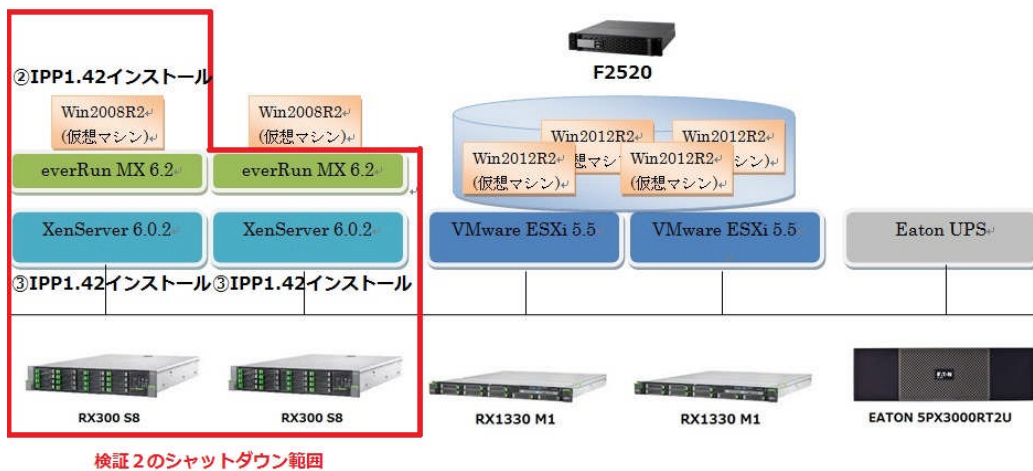 F2520
②IPP1.42インストール
Win2008R2
(仮想マシン)
Win2008R2
(仮想マシン)
Win2012R2
Win2012R2
Win2012R2
(仮想マシン)
Win2012R2
(仮想マシン)
everRun MX 6.2
everRun MX 6.2
XenServer 6.0.2
XenServer 6.0.2
VMware ESXi 5.5
VMware ESXi 5.5
Eaton UPS
③IPP1.42インストール
③IPP1.42インストール
RX300 S8
RX300 S8
RX1330 M1
RX1330 M1
EATON 5PX3000RT2U
検証２のシャットダウン範囲